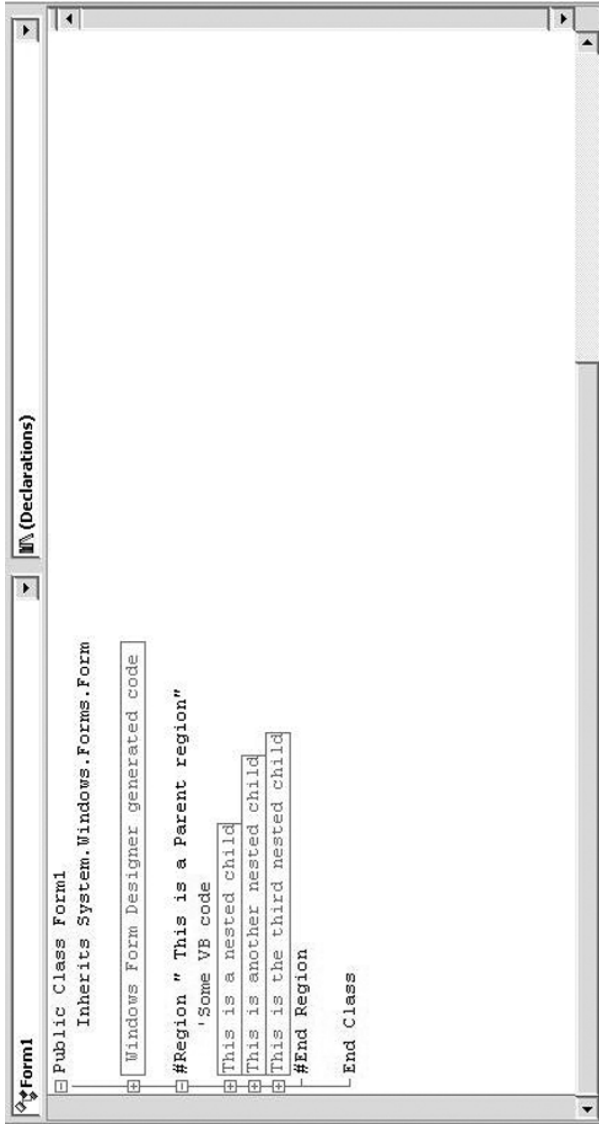 Form1
(Declarations)
Public Class Form1
Inherits System.Windows.Forms.Form
Windows Form Designer generated code
#Region " This is a Parent region"
'Some VB code
This is a nested child
This is another nested child
This is the third nested child
#End Region
End Class